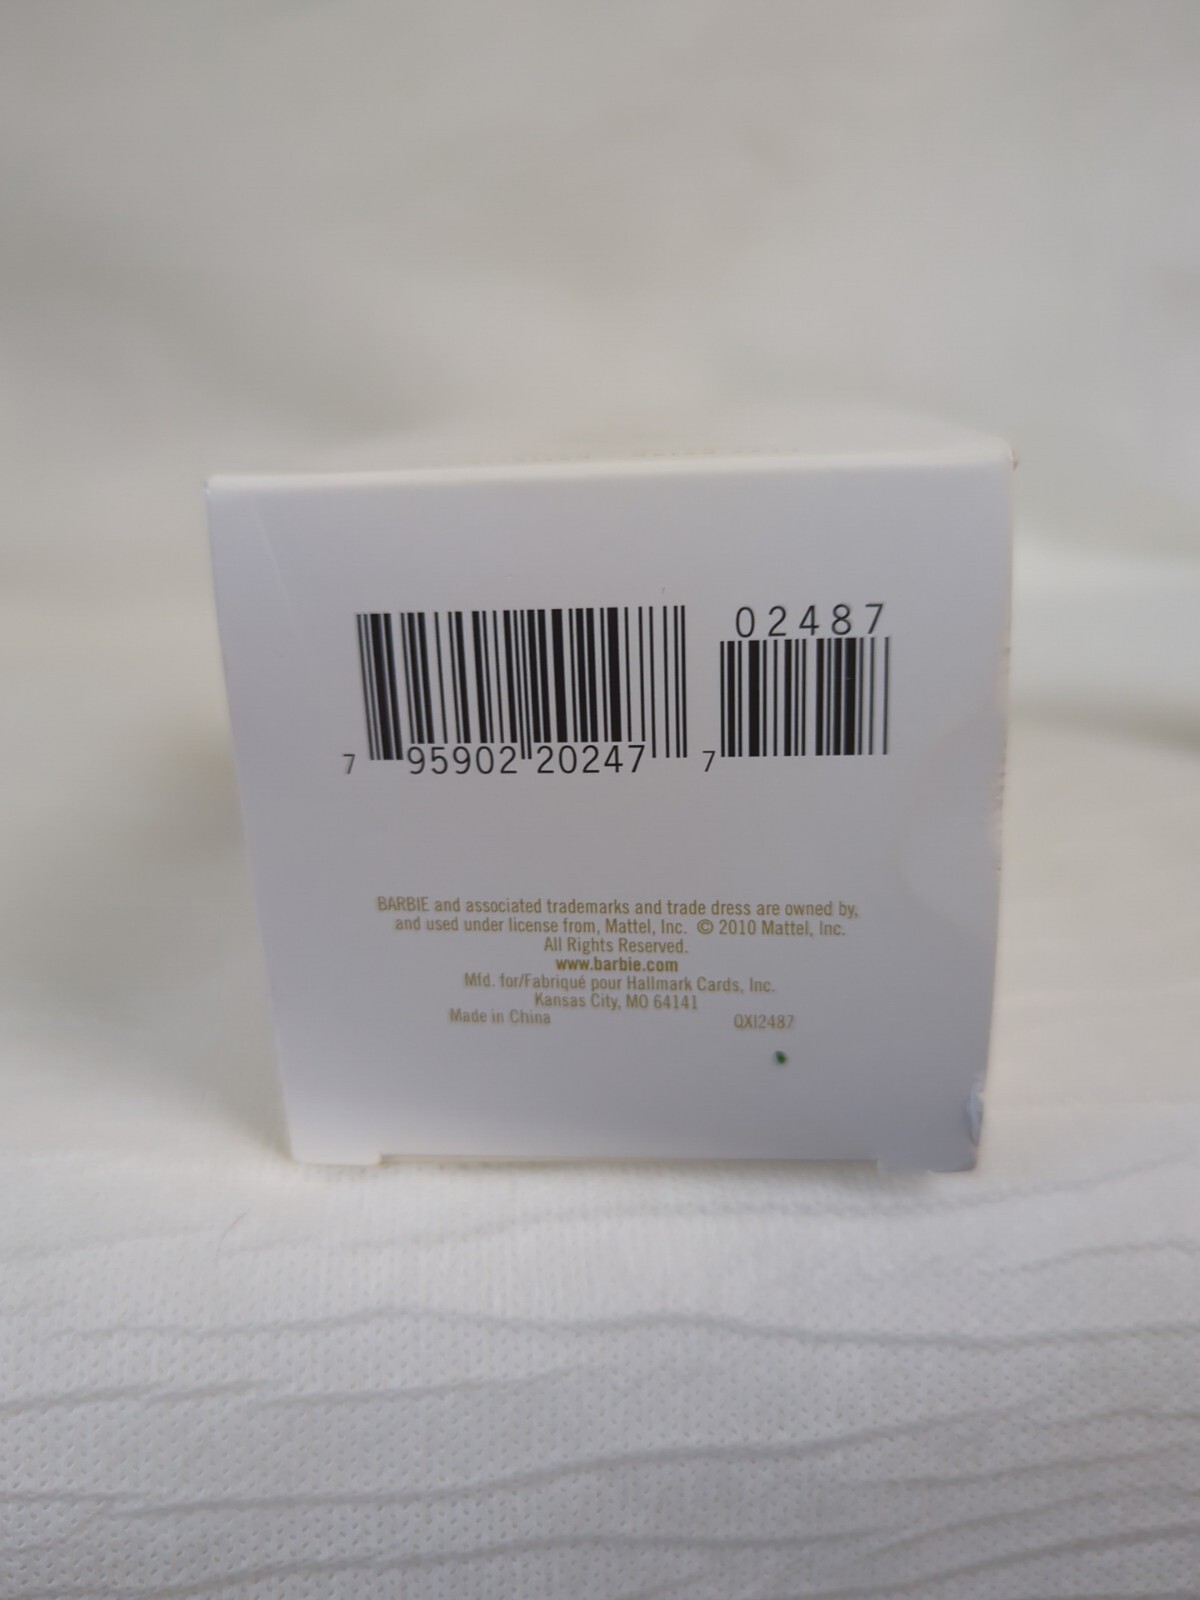 02487
7 95902 20247 7
BARBIE and associated trademarks and trade dress are owned by,
and used under license from, Mattel, Inc. © 2010 Mattel, Inc.
All Rights Reserved.
www.barbie.com
Mfd. for/Fabriqué pour Hallmark Cards, Inc.
Kansas City, MO 64141
Made in China QXI2487